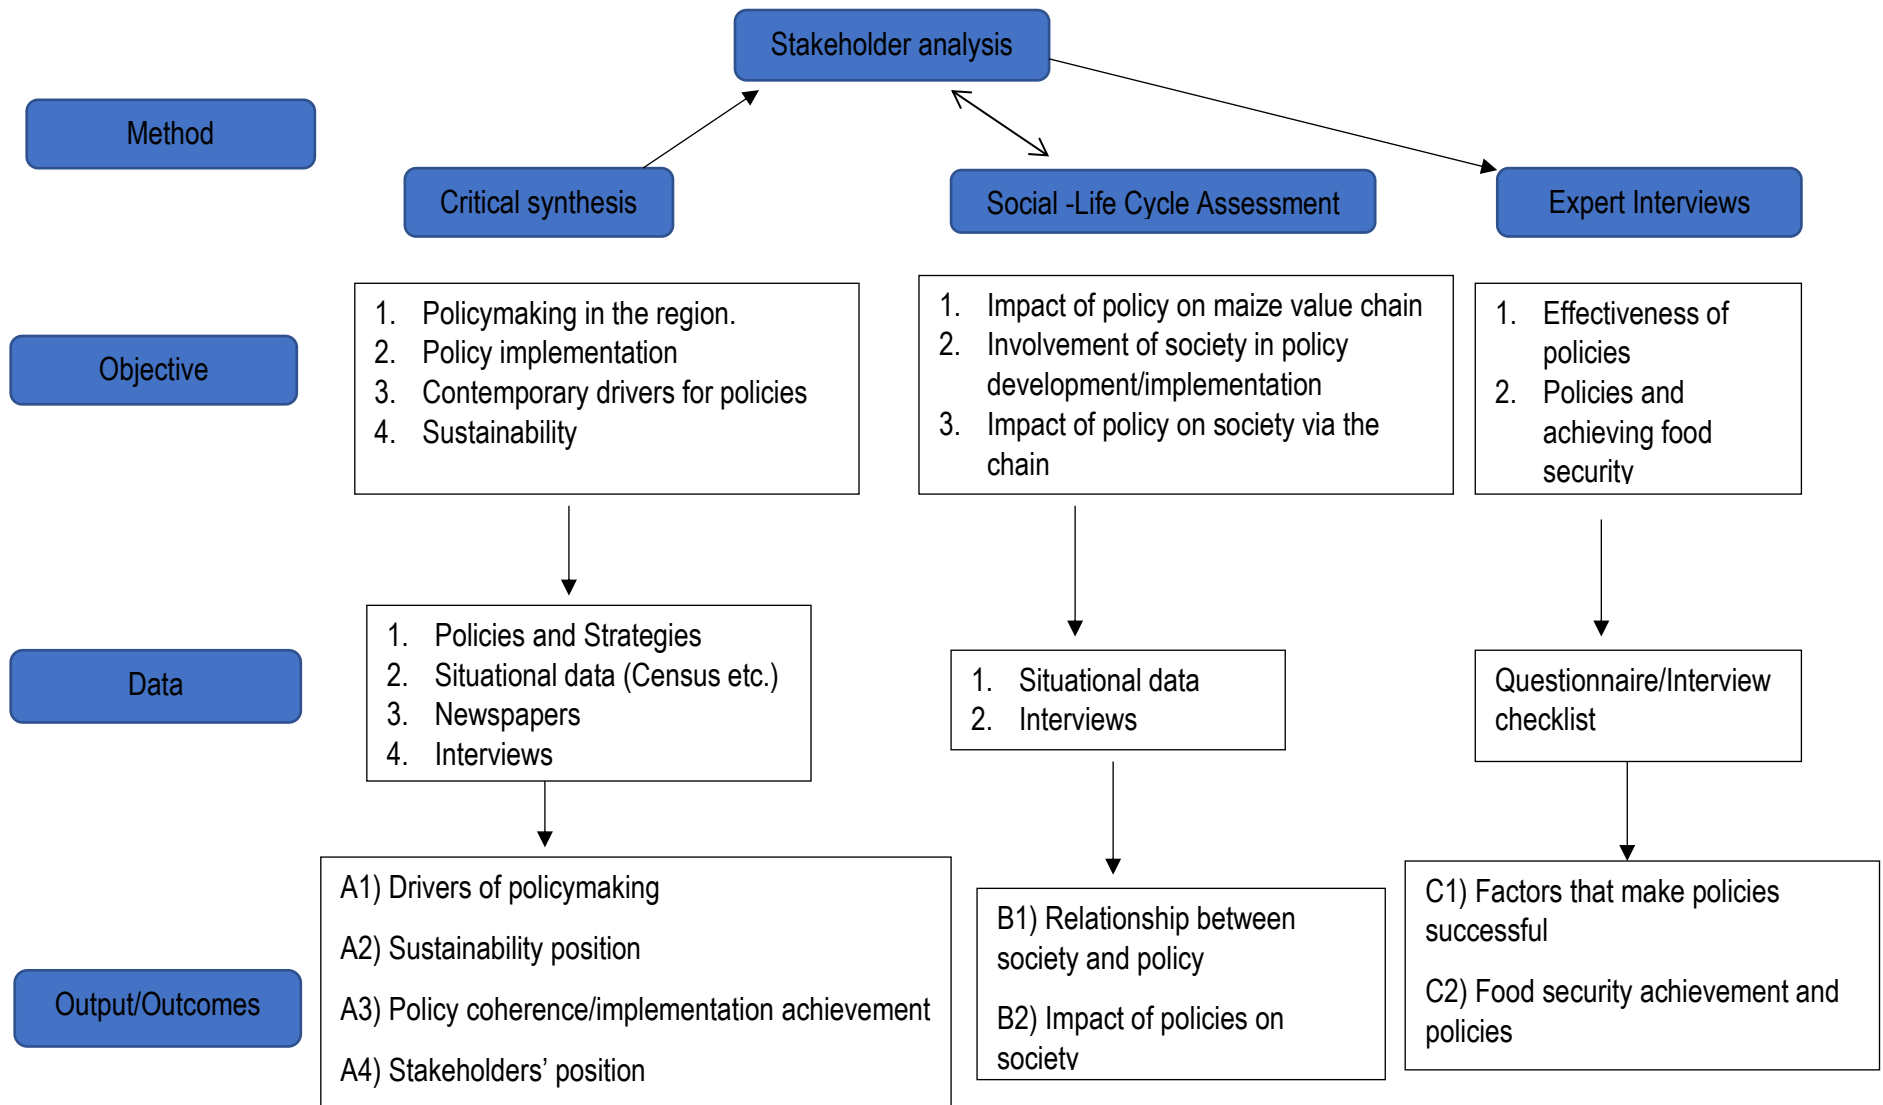 Stakeholder analysis
Method
Critical synthesis
Social -Life Cycle Assessment
Expert Interviews
Objective
1. Policymaking in the region.
2. Policy implementation
3. Contemporary drivers for policies
4. Sustainability
1. Impact of policy on maize value chain
2. Involvement of society in policy
development/implementation
3. Impact of policy on society via the
chain
1. Effectiveness of
policies
2. Policies and
achieving food
security
Data
1. Policies and Strategies
2. Situational data (Census etc.)
3. Newspapers
4. Interviews
1. Situational data
2. Interviews
Questionnaire/Interview
checklist
Output/Outcomes
A1) Drivers of policymaking
A2) Sustainability position
A3) Policy coherence/implementation achievement
A4) Stakeholders’ position
B1) Relationship between
society and policy
B2) Impact of policies on
society
C1) Factors that make policies
successful
C2) Food security achievement and
policies